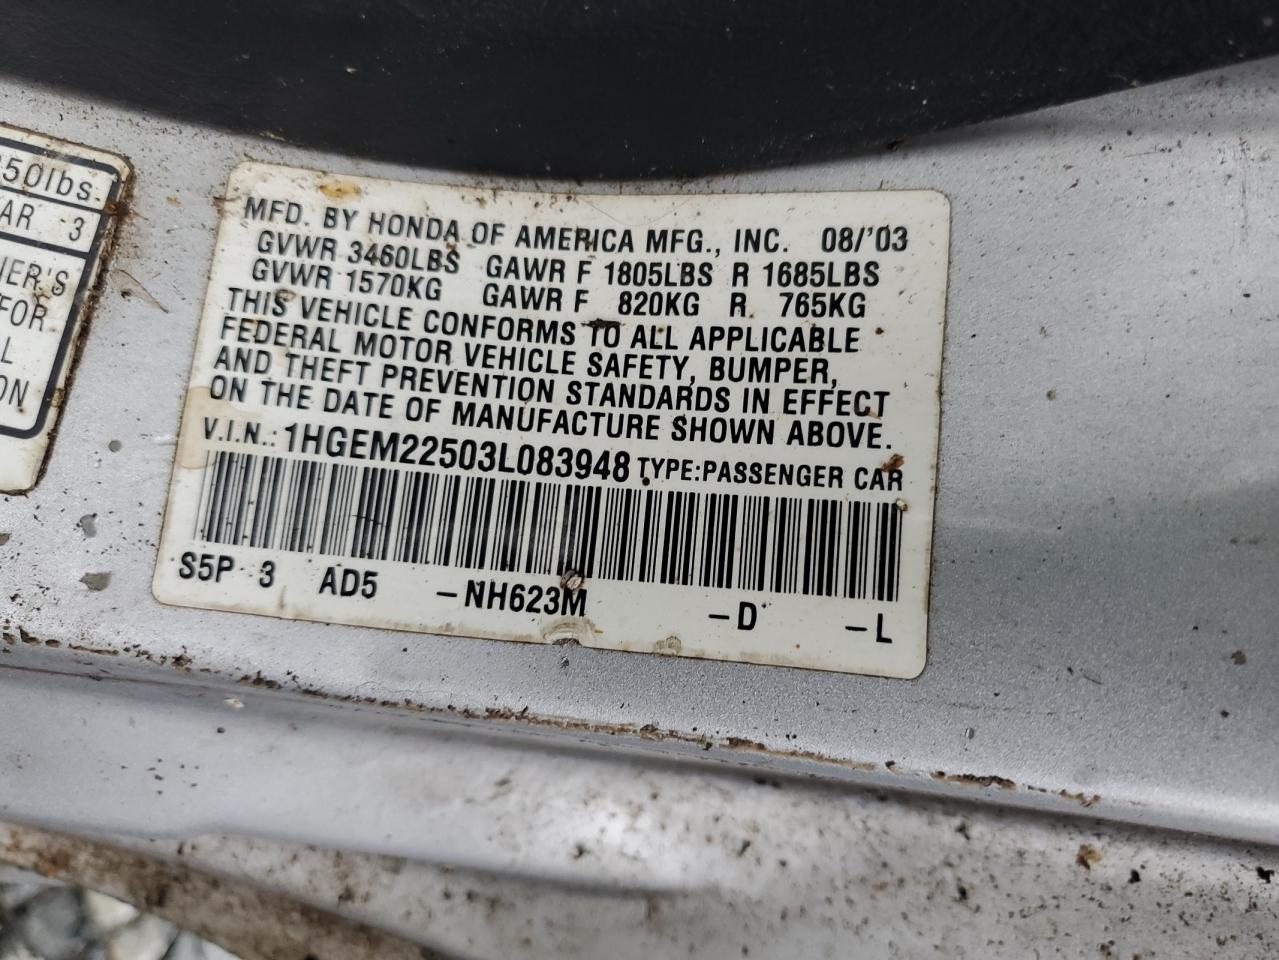 50lbs.
AR 3
ER'S
FOR
L
ON
MFD. BY HONDA OF AMERICA MFG., INC. 08/'03
GVWR 3460LBS GAWR F 1805LBS R 1685LBS
GVWR 1570KG GAWR F 820KG R 765KG
THIS VEHICLE CONFORMS TO ALL APPLICABLE
FEDERAL MOTOR VEHICLE SAFETY, BUMPER,
AND THEFT PREVENTION STANDARDS IN EFFECT
ON THE DATE OF MANUFACTURE SHOWN ABOVE.
V.I.N.: 1HGEM22503L083948 TYPE:PASSENGER CAR
S5P 3 AD5 -NH623M -D -L